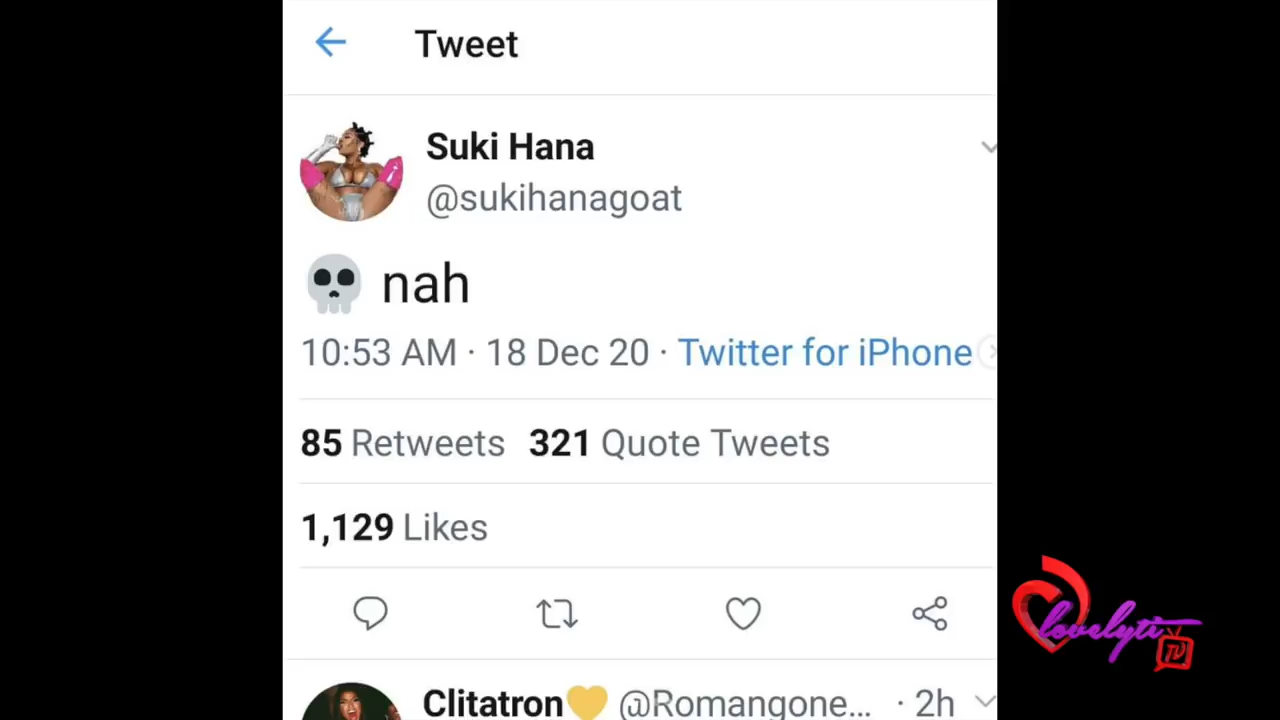 Tweet
Suki Hana
@sukihanagoat
💀 nah
10:53 AM · 18 Dec 20 · Twitter for iPhone
85 Retweets 321 Quote Tweets
1,129 Likes
Clitatron💛 @Romangone... · 2h
lovelyti
TV